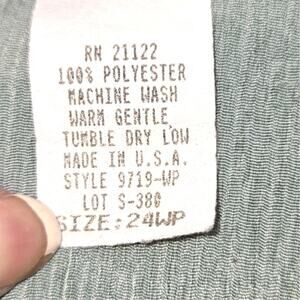 RN 21122
100% POLYESTER
MACHINE WASH
WARM GENTLE
TUMBLE DRY LOW
MADE IN U.S.A.
STYLE 9719-WP
LOT S-380
SIZE:24WP